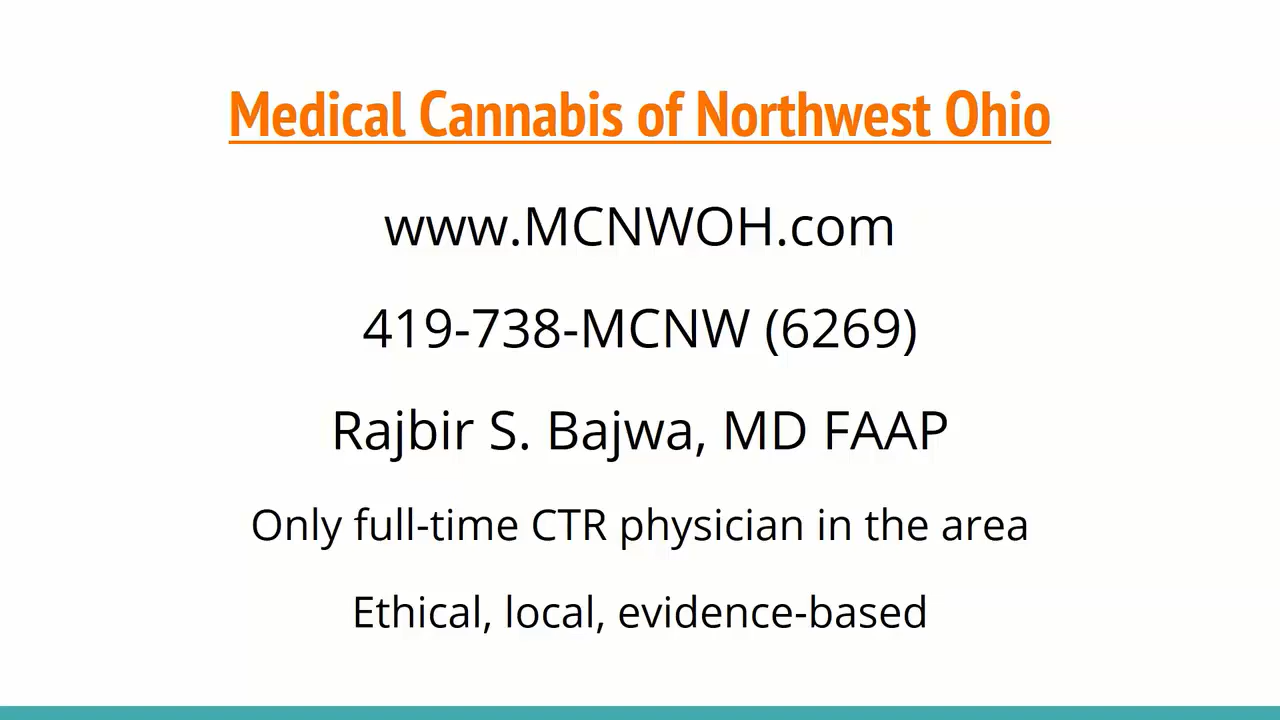 Medical Cannabis of Northwest Ohio
www.MCNWOH.com
419-738-MCNW (6269)
Rajbir S. Bajwa, MD FAAP
Only full-time CTR physician in the area
Ethical, local, evidence-based